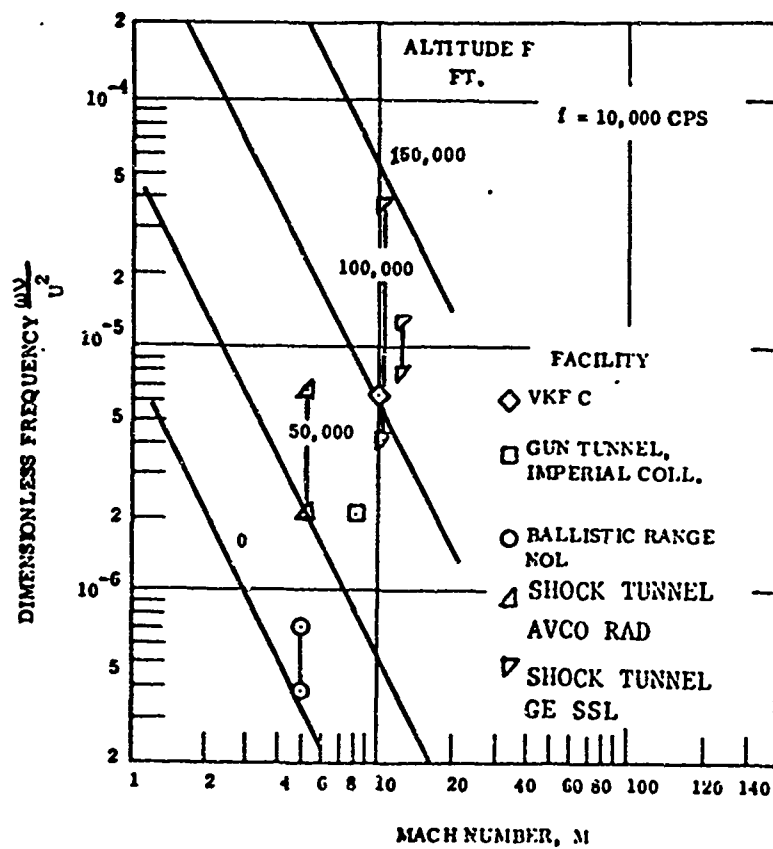 2
ALTITUDE F
FT.
10-4
f = 10,000 CPS
5
150,000
2
100,000
10-5
FACILITY
VKF C
5
50,000
GUN TUNNEL,
IMPERIAL COLL.
2
0
BALLISTIC RANGE
NOL
10-6
SHOCK TUNNEL
AVCO RAD
5
SHOCK TUNNEL
GE SSL
2
DIMENSIONLESS FREQUENCY ων/U2
1 2 4 6 8 10 20 40 60 80 100 120 140
MACH NUMBER, M